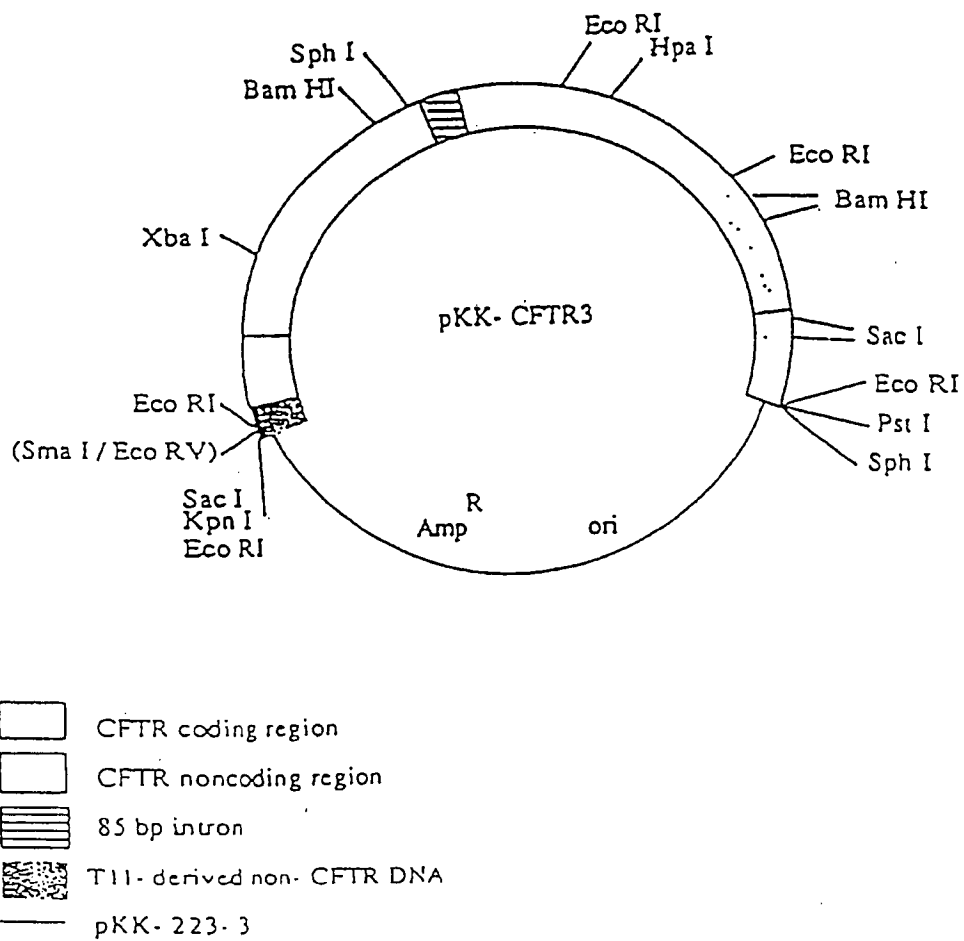 Eco RI
Hpa I
Sph I
Bam HI
Eco RI
Bam HI
Xba I
pKK- CFTR3
Sac I
Eco RI
Eco RI
Pst I
(Sma I / Eco RV)
Sph I
Sac I
Kpn I
Eco RI
Amp R
ori
CFTR coding region
CFTR noncoding region
85 bp intron
T11- derived non- CFTR DNA
pKK- 223- 3